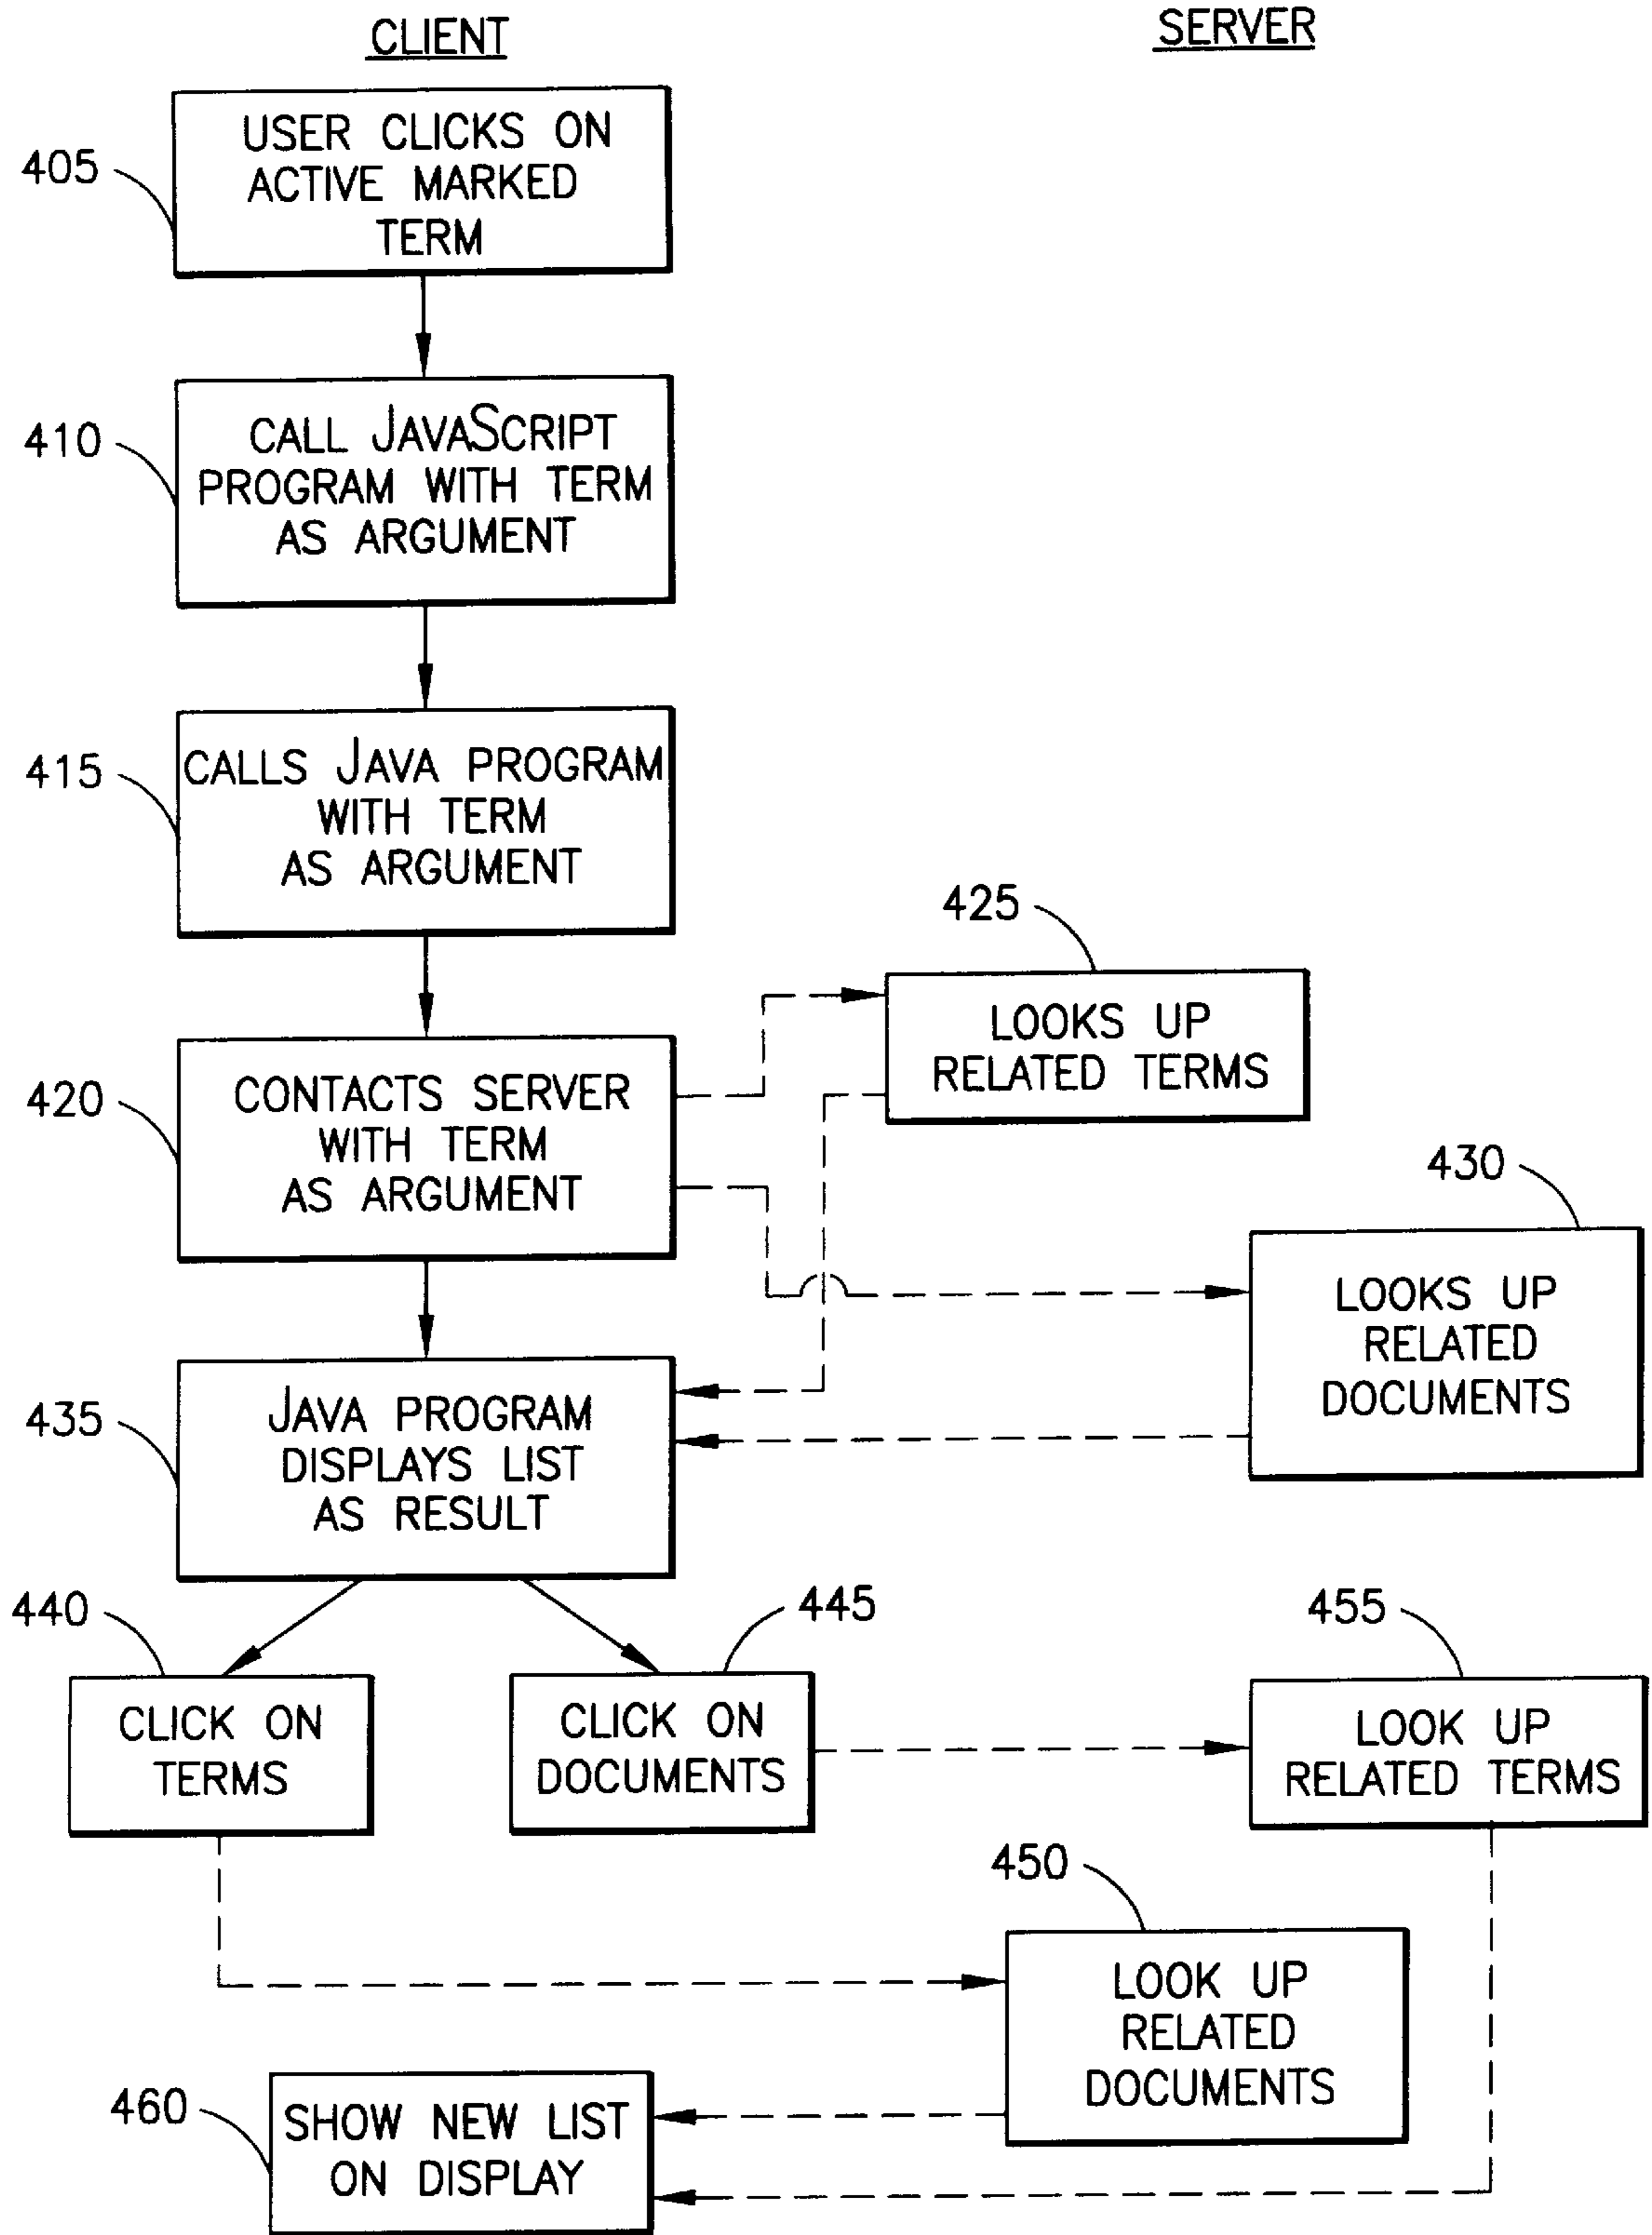 CLIENT
SERVER
405
USER CLICKS ON
ACTIVE MARKED
TERM
410
CALL JAVASCRIPT
PROGRAM WITH TERM
AS ARGUMENT
415
CALLS JAVA PROGRAM
WITH TERM
AS ARGUMENT
420
CONTACTS SERVER
WITH TERM
AS ARGUMENT
425
LOOKS UP
RELATED TERMS
430
LOOKS UP
RELATED
DOCUMENTS
435
JAVA PROGRAM
DISPLAYS LIST
AS RESULT
440
CLICK ON
TERMS
445
CLICK ON
DOCUMENTS
455
LOOK UP
RELATED TERMS
450
LOOK UP
RELATED
DOCUMENTS
460
SHOW NEW LIST
ON DISPLAY